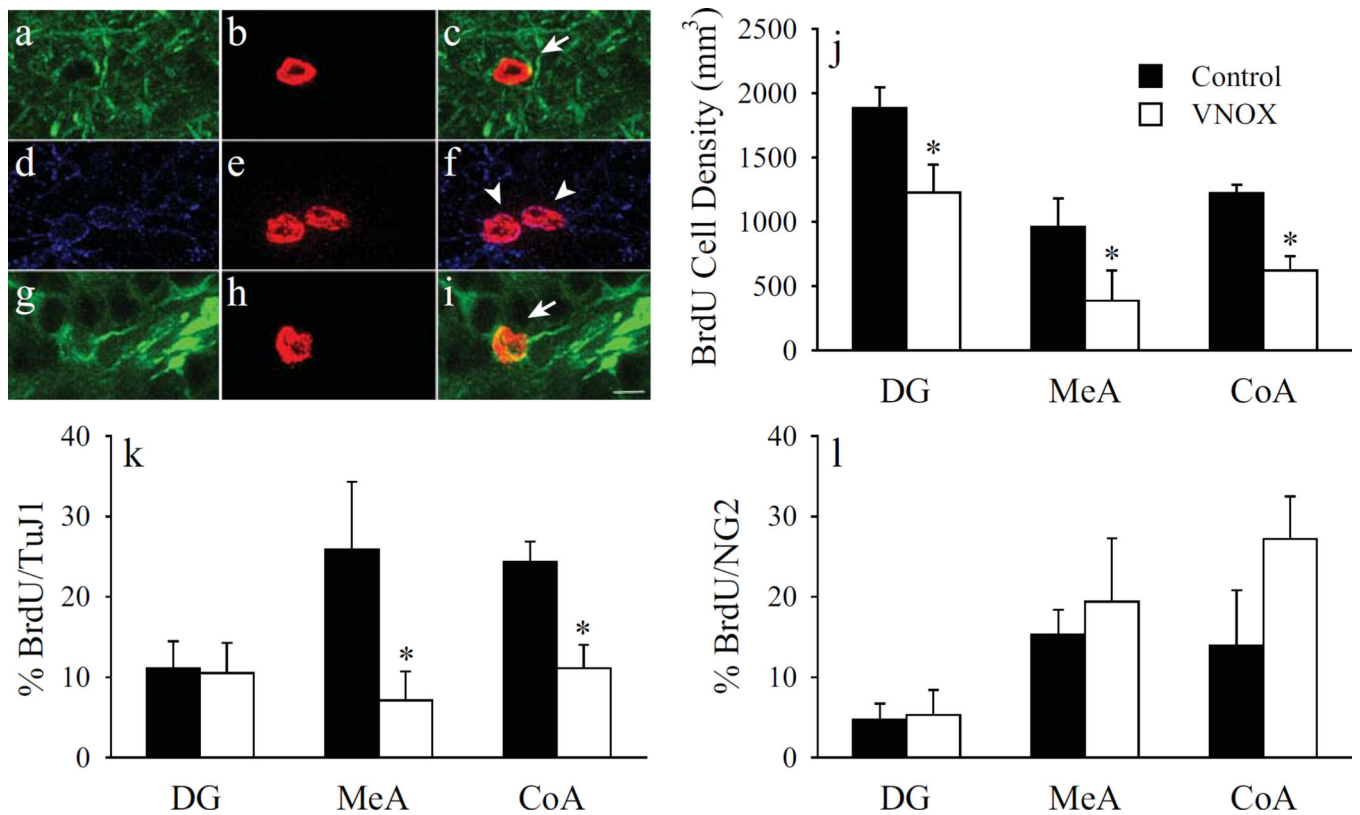 a b c
d e f
g h i
j
BrdU Cell Density (mm³)
2500
2000
1500
1000
500
0
Control
VNOX
*
*
*
DG MeA CoA
k
% BrdU/TuJ1
40
30
20
10
0
*
*
DG MeA CoA
l
% BrdU/NG2
40
30
20
10
0
DG MeA CoA